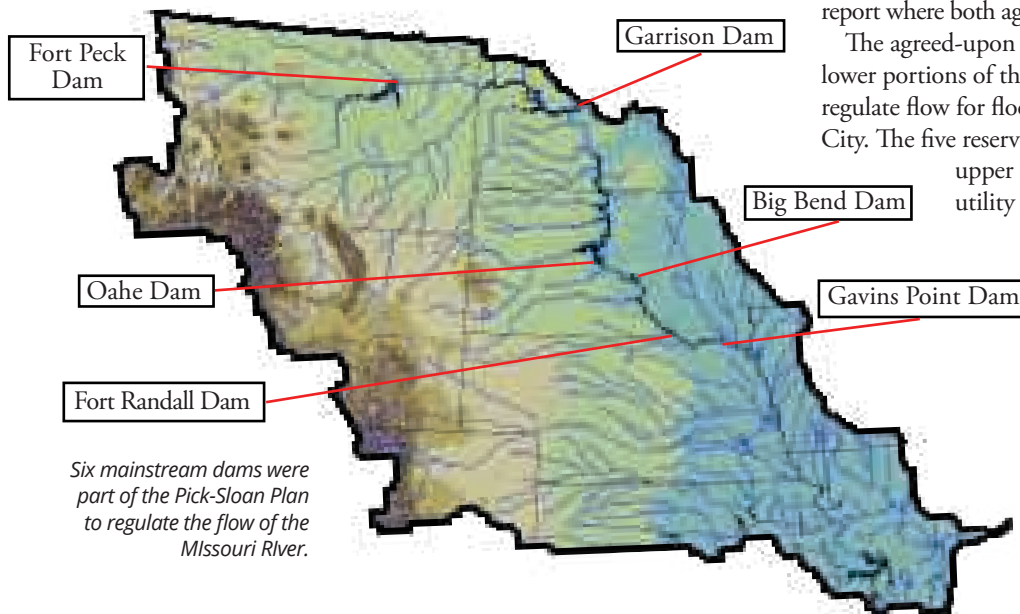 report where both ag
The agreed-upon
lower portions of th
regulate flow for floo
City. The five reserv
upper
utility
Garrison Dam
Fort Peck
Dam
Big Bend Dam
Oahe Dam
Gavins Point Dam
Fort Randall Dam
Six mainstream dams were
part of the Pick-Sloan Plan
to regulate the flow of the
MIssouri RIver.